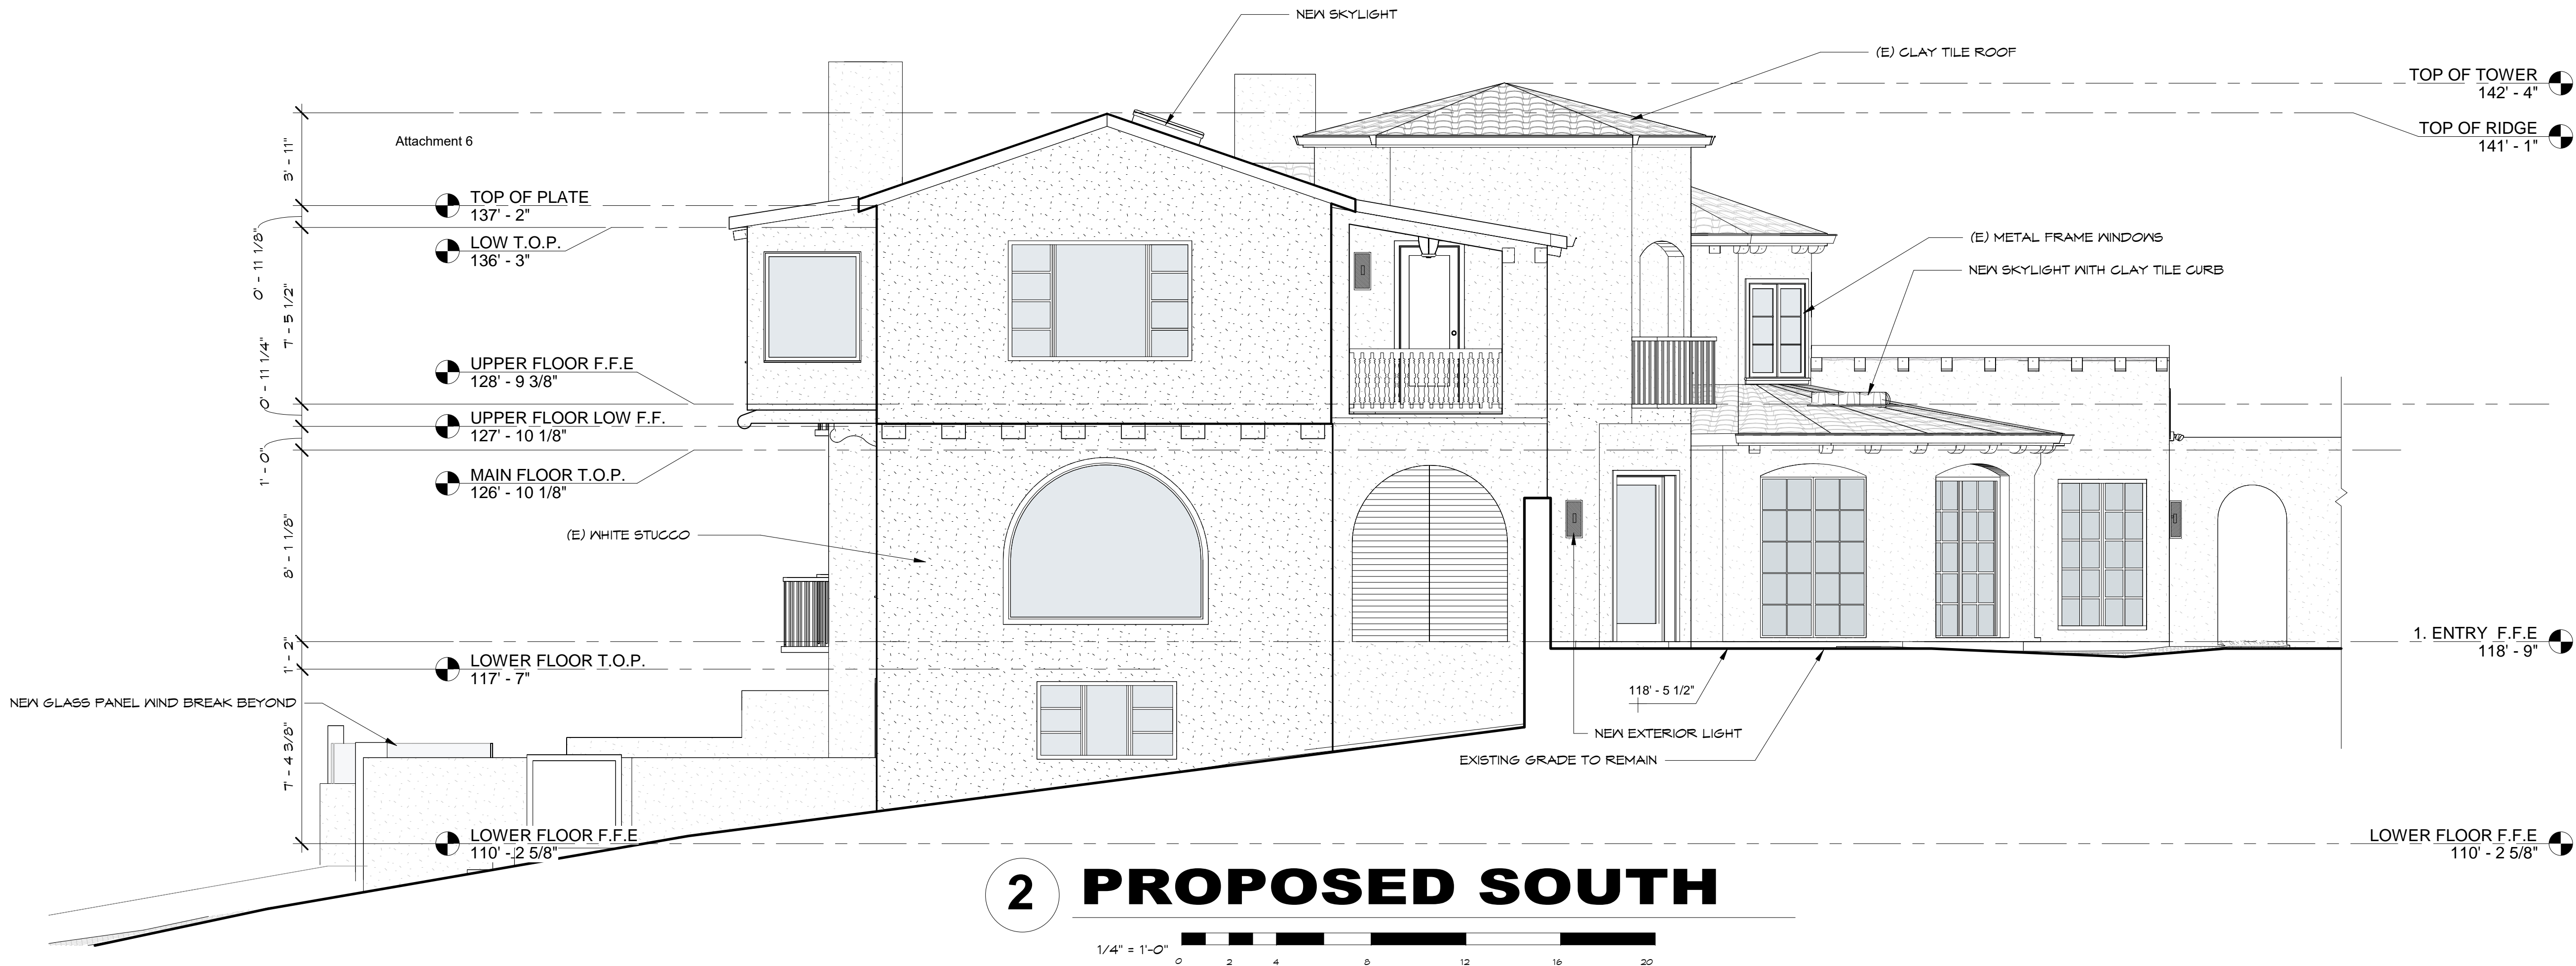 NEW SKYLIGHT
(E) CLAY TILE ROOF
TOP OF TOWER
142' - 4"
TOP OF RIDGE
141' - 1"
Attachment 6
3' - 11"
TOP OF PLATE
137' - 2"
LOW T.O.P.
136' - 3"
0' - 11 1/8"
7' - 5 1/2"
(E) METAL FRAME WINDOWS
NEW SKYLIGHT WITH CLAY TILE CURB
UPPER FLOOR F.F.E
128' - 9 3/8"
0' - 11 1/4"
UPPER FLOOR LOW F.F.
127' - 10 1/8"
1' - 0"
MAIN FLOOR T.O.P.
126' - 10 1/8"
(E) WHITE STUCCO
8' - 1 1/8"
1. ENTRY F.F.E
118' - 9"
1' - 2"
LOWER FLOOR T.O.P.
117' - 7"
118' - 5 1/2"
NEW GLASS PANEL WIND BREAK BEYOND
NEW EXTERIOR LIGHT
EXISTING GRADE TO REMAIN
7' - 4 3/8"
LOWER FLOOR F.F.E
110' - 2 5/8"
LOWER FLOOR F.F.E
110' - 2 5/8"
2 PROPOSED SOUTH
1/4" = 1'-0"
0 2 4 8 12 16 20